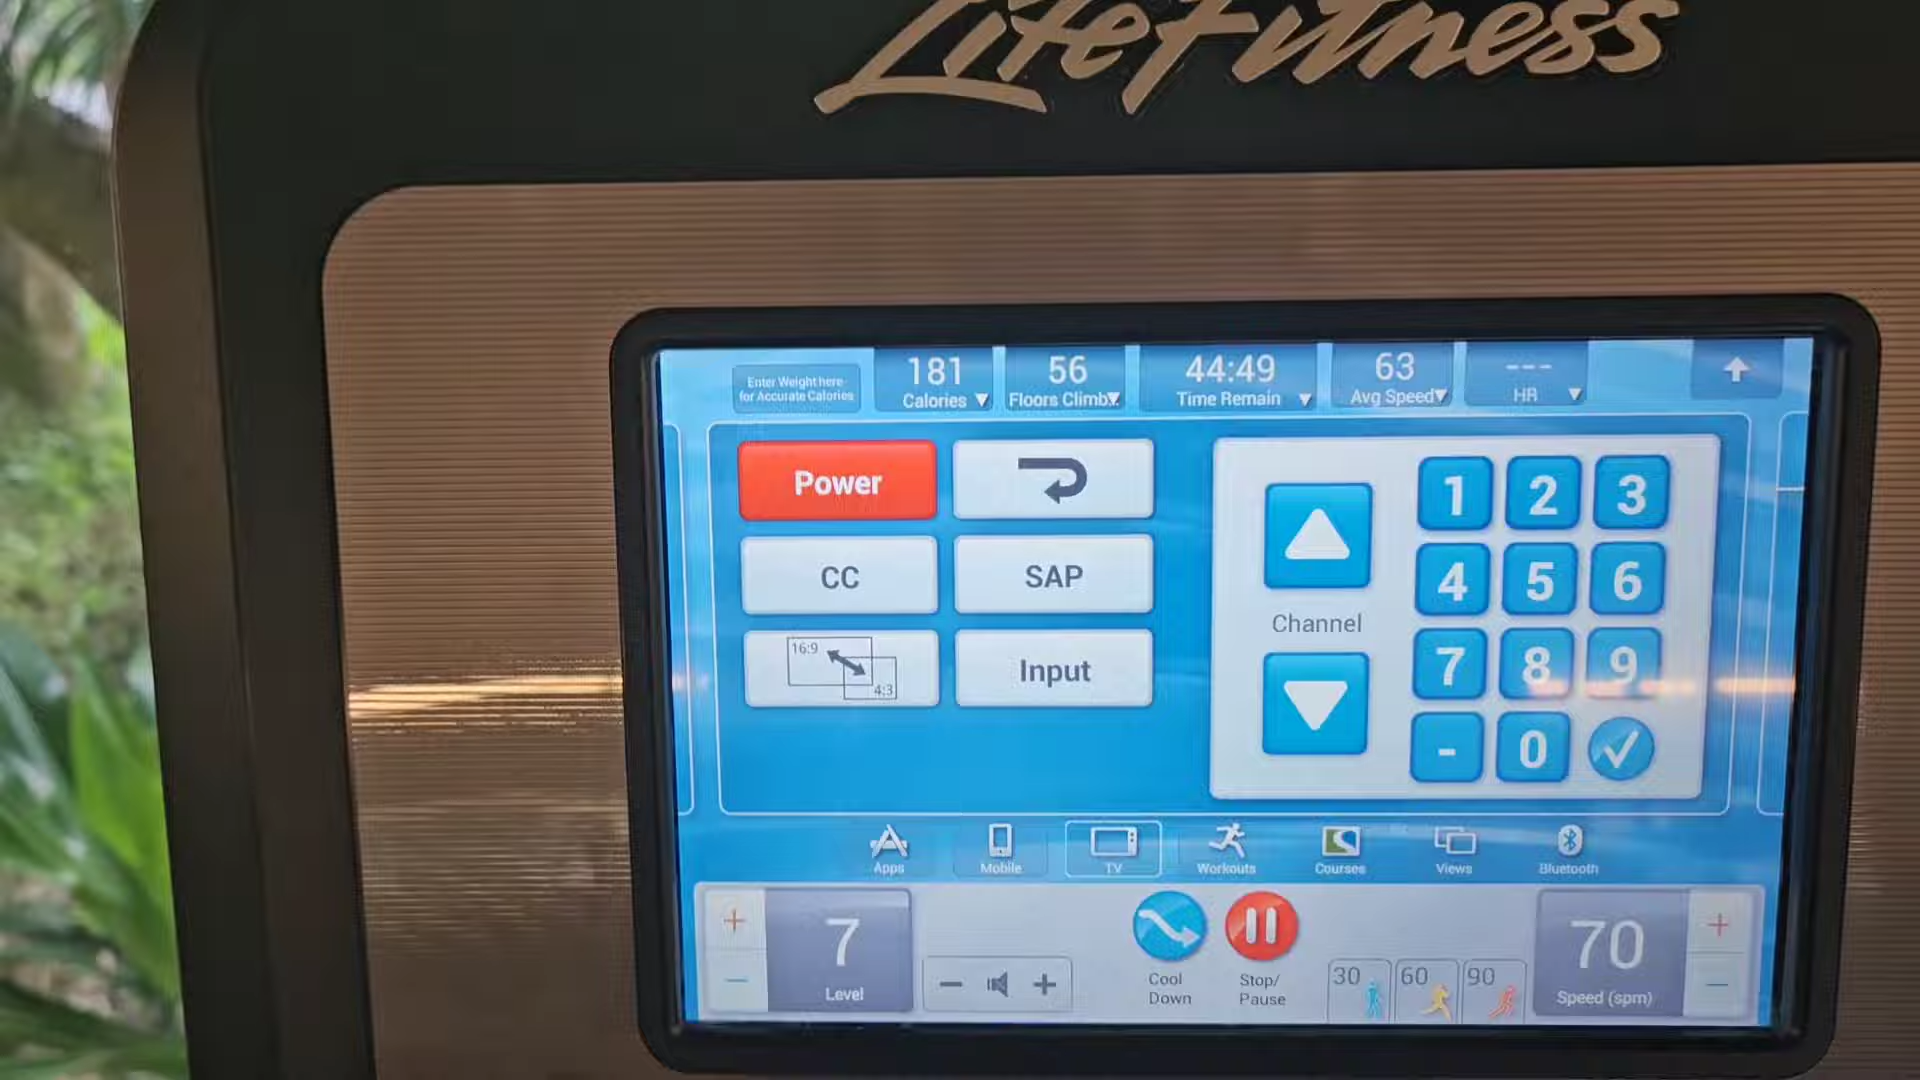 LifeFitness
Enter Weight here
for Accurate Calories
181
Calories
56
Floors Climb
44:49
Time Remain
63
Avg Speed
---
HR
Power
CC
SAP
16:9
4:3
Input
Channel
1 2 3
4 5 6
7 8 9
- 0
Apps
Mobile
TV
Workouts
Courses
Views
Bluetooth
+
-
7
Level
- +
Cool
Down
Stop/
Pause
30 60 90
70
Speed (spm)
+
-